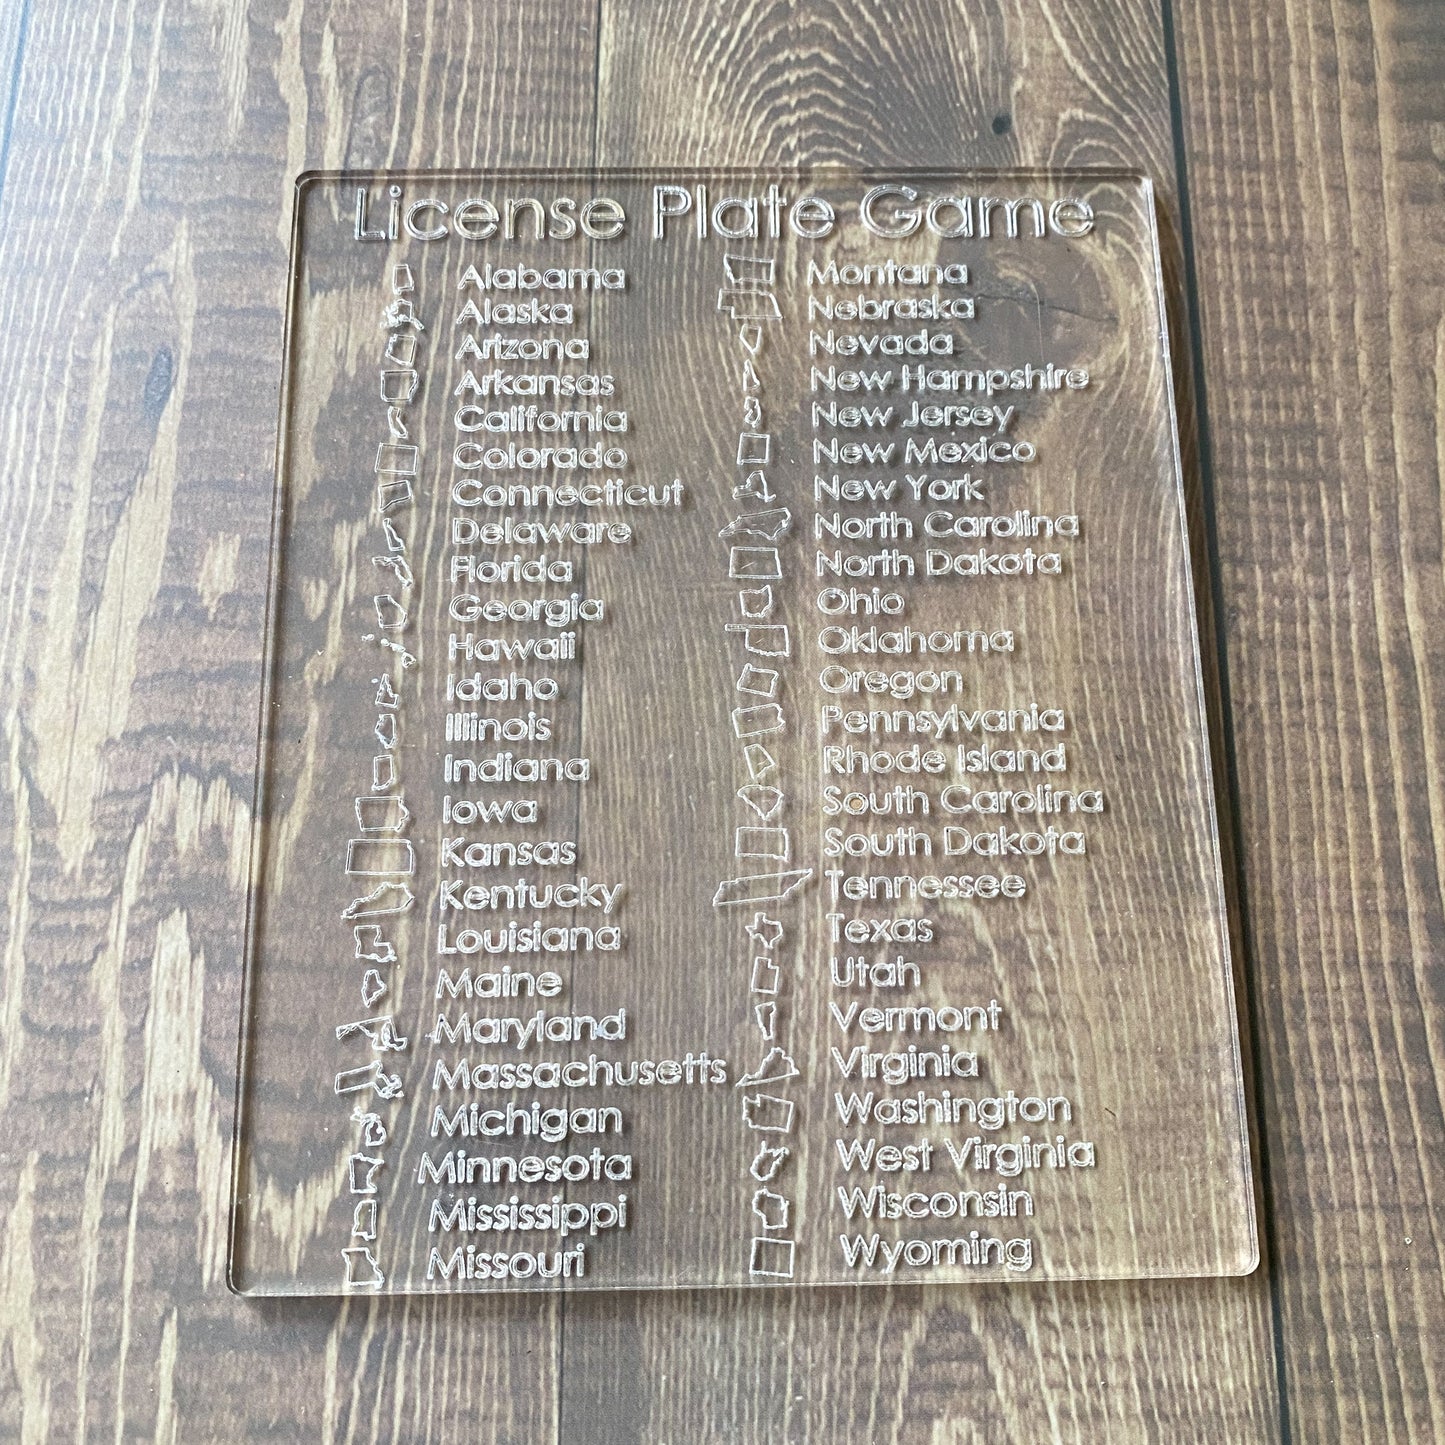 License Plate Game
Alabama
Alaska
Arizona
Arkansas
California
Colorado
Connecticut
Delaware
Florida
Georgia
Hawaii
Idaho
Illinois
Indiana
Iowa
Kansas
Kentucky
Louisiana
Maine
Maryland
Massachusetts
Michigan
Minnesota
Mississippi
Missouri
Montana
Nebraska
Nevada
New Hampshire
New Jersey
New Mexico
New York
North Carolina
North Dakota
Ohio
Oklahoma
Oregon
Pennsylvania
Rhode Island
South Carolina
South Dakota
Tennessee
Texas
Utah
Vermont
Virginia
Washington
West Virginia
Wisconsin
Wyoming